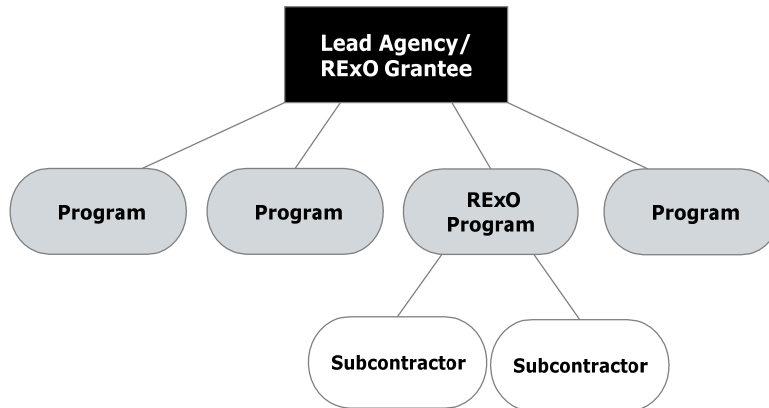 Lead Agency/
RExO Grantee
Program
Program
RExO
Program
Program
Subcontractor
Subcontractor